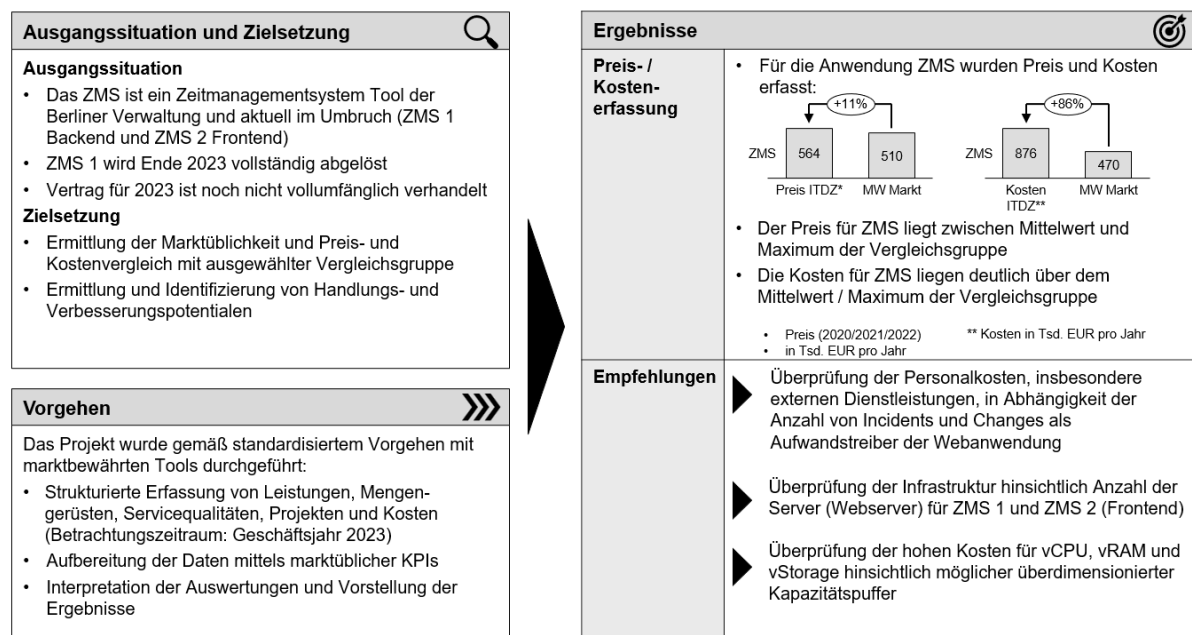 Ausgangssituation und Zielsetzung
Ausgangssituation
• Das ZMS ist ein Zeitmanagementsystem Tool der
Berliner Verwaltung und aktuell im Umbruch (ZMS 1
Backend und ZMS 2 Frontend)
• ZMS 1 wird Ende 2023 vollständig abgelöst
• Vertrag für 2023 ist noch nicht vollumfänglich verhandelt
Zielsetzung
• Ermittlung der Marktüblichkeit und Preis- und
Kostenvergleich mit ausgewählter Vergleichsgruppe
• Ermittlung und Identifizierung von Handlungs- und
Verbesserungspotentialen
Vorgehen
Das Projekt wurde gemäß standardisiertem Vorgehen mit
marktbewährten Tools durchgeführt:
• Strukturierte Erfassung von Leistungen, Mengen-
gerüsten, Servicequalitäten, Projekten und Kosten
(Betrachtungszeitraum: Geschäftsjahr 2023)
• Aufbereitung der Daten mittels marktüblicher KPIs
• Interpretation der Auswertungen und Vorstellung der
Ergebnisse
Ergebnisse
Preis- /
Kosten-
erfassung
• Für die Anwendung ZMS wurden Preis und Kosten
erfasst:
+11%
ZMS 564 510
Preis ITDZ* MW Markt
+86%
ZMS 876 470
Kosten MW Markt
ITDZ**
• Der Preis für ZMS liegt zwischen Mittelwert und
Maximum der Vergleichsgruppe
• Die Kosten für ZMS liegen deutlich über dem
Mittelwert / Maximum der Vergleichsgruppe
• Preis (2020/2021/2022)
• in Tsd. EUR pro Jahr
** Kosten in Tsd. EUR pro Jahr
Empfehlungen
Überprüfung der Personalkosten, insbesondere
externen Dienstleistungen, in Abhängigkeit der
Anzahl von Incidents und Changes als
Aufwandstreiber der Webanwendung
Überprüfung der Infrastruktur hinsichtlich Anzahl der
Server (Webserver) für ZMS 1 und ZMS 2 (Frontend)
Überprüfung der hohen Kosten für vCPU, vRAM und
vStorage hinsichtlich möglicher überdimensionierter
Kapazitätspuffer